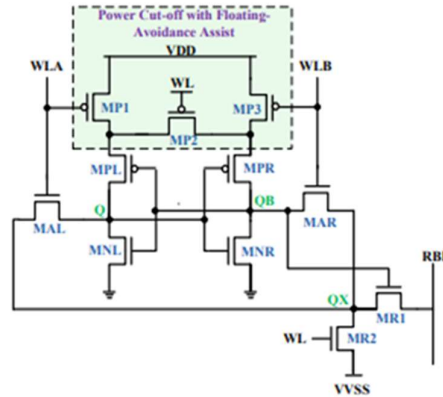 Power Cut-off with Floating-
Avoidance Assist
VDD
WLA
WL
WLB
MP1
MP2
MP3
MPL
MPR
Q
QB
MAL
MAR
MNL
MNR
QX
MR1
WL
MR2
VVSS